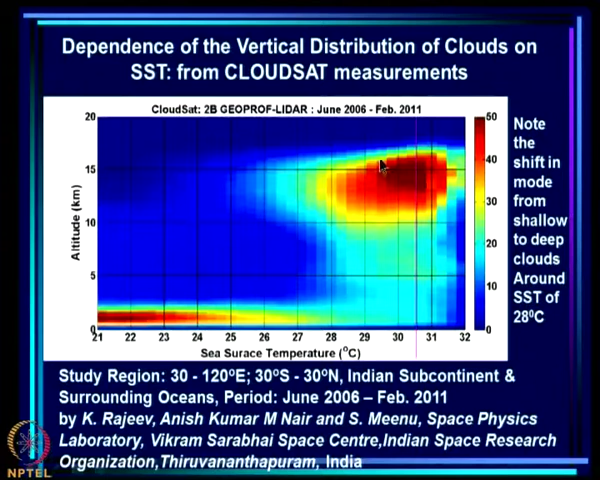 Dependence of the Vertical Distribution of Clouds on
SST: from CLOUDSAT measurements
CloudSat: 2B GEOPROF-LIDAR : June 2006 - Feb. 2011
20
15
10
5
0
Altitude (km)
21 22 23 24 25 26 27 28 29 30 31 32
Sea Surace Temperature (°C)
50
40
30
20
10
0
Note
the
shift in
mode
from
shallow
to deep
clouds
Around
SST of
28°C
Study Region: 30 - 120°E; 30°S - 30°N, Indian Subcontinent &
Surrounding Oceans, Period: June 2006 – Feb. 2011
by K. Rajeev, Anish Kumar M Nair and S. Meenu, Space Physics
Laboratory, Vikram Sarabhai Space Centre,Indian Space Research
Organization,Thiruvananthapuram, India
NPTEL